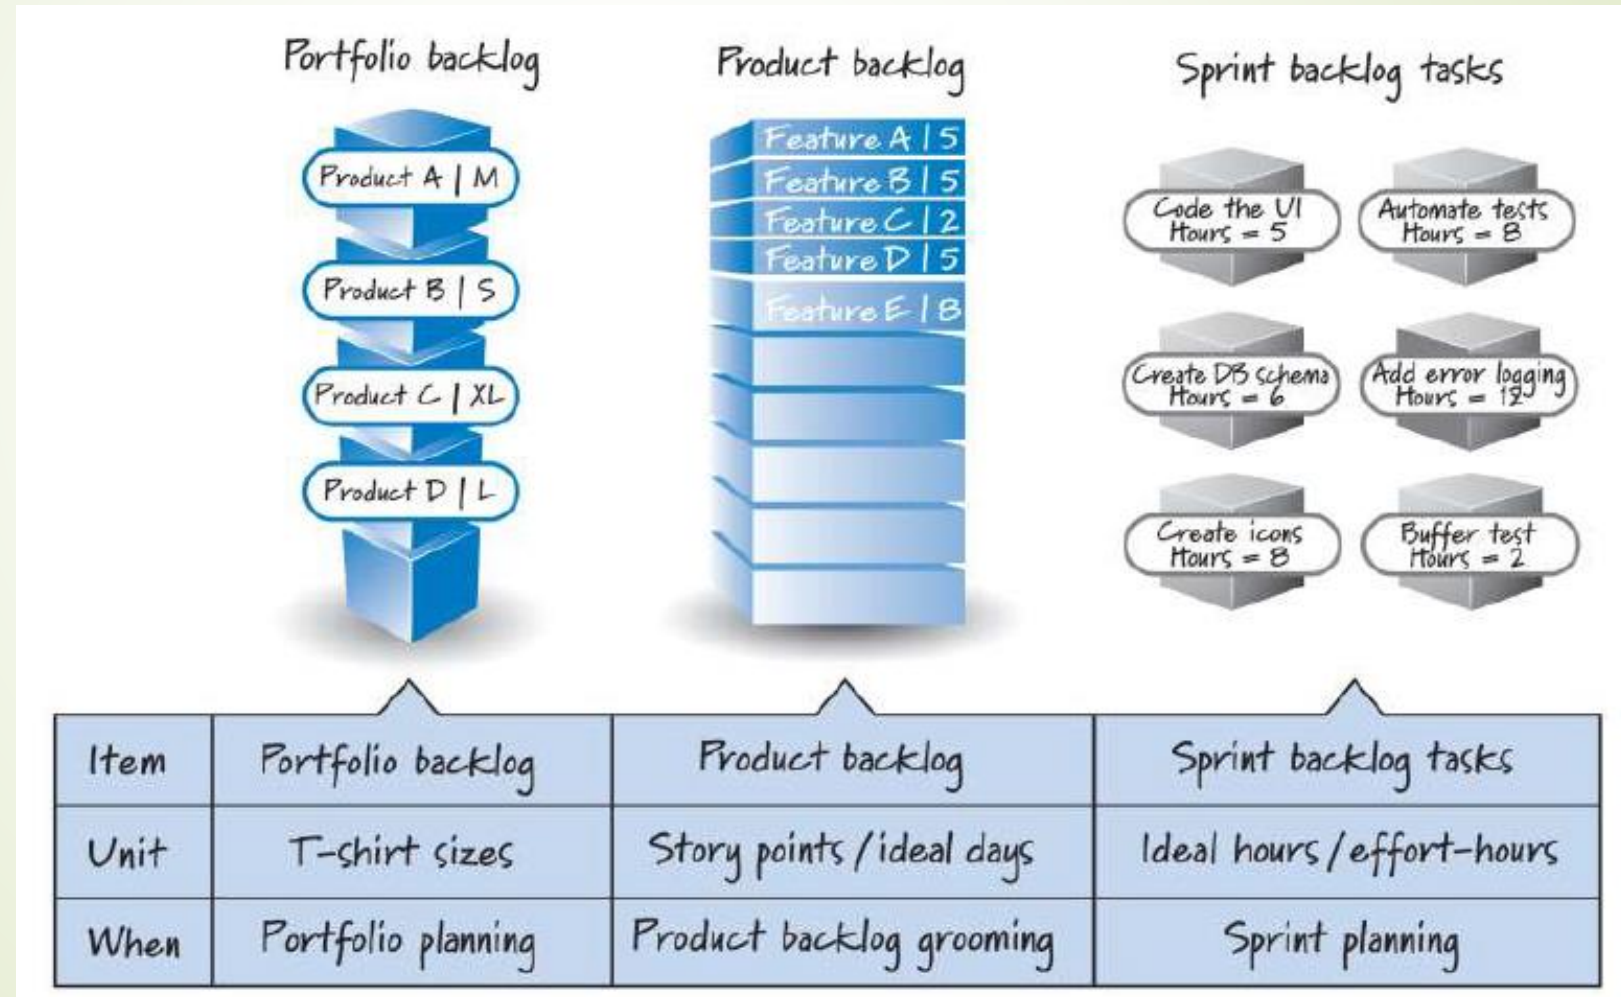 Portfolio backlog
Product A | M
Product B | S
Product C | XL
Product D | L
Product backlog
Feature A | 5
Feature B | 5
Feature C | 2
Feature D | 5
Feature E | 8
Sprint backlog tasks
Code the UI
Hours = 5
Automate tests
Hours = 8
Create DB schema
Hours = 6
Add error logging
Hours = 12
Create icons
Hours = 8
Buffer test
Hours = 2
Item Portfolio backlog Product backlog Sprint backlog tasks
Unit T-shirt sizes Story points / ideal days Ideal hours / effort-hours
When Portfolio planning Product backlog grooming Sprint planning